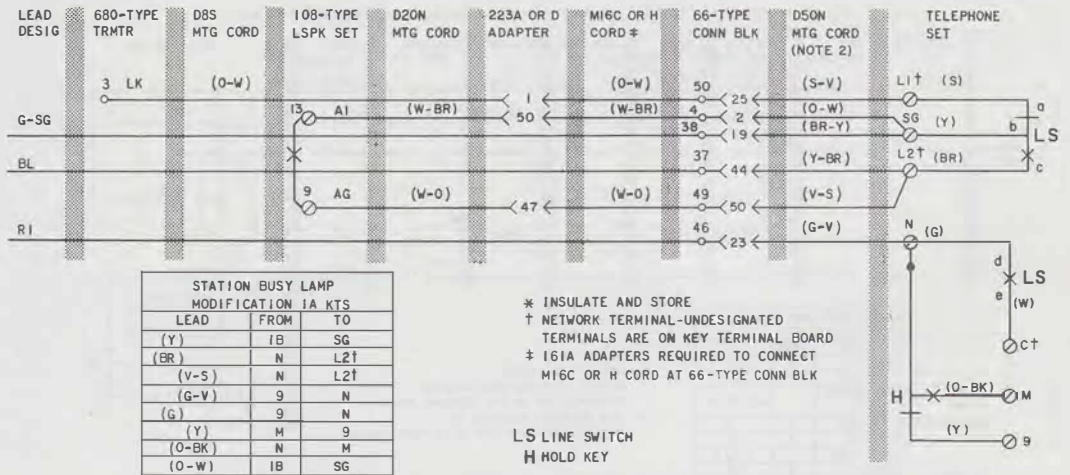 LEAD DESIG 680-TYPE TRMTR D8S MTG CORD 108-TYPE LSPK SET D20N MTG CORD 223A OR D ADAPTER M16C OR H CORD ‡ 66-TYPE CONN BLK D50N MTG CORD (NOTE 2) TELEPHONE SET
3 LK (O-W) 1 (O-W) 50 25 (S-V) L1† (S)
a
13 A1 (W-BR) 50 (W-BR) 4 2 (O-W) SG
G-SG 38 19 (BR-Y) (Y) b LS
BL 37 44 (Y-BR) L2† (BR) c
9 AG (W-O) 47 (W-O) 49 50 (V-S)
R1 46 23 (G-V) N (G)
d
LS
e (W)
C†
H (O-BK) M
(Y) 9
STATION BUSY LAMP
MODIFICATION 1A KTS
LEAD FROM TO
(Y) 1B SG
(BR) N L2†
(V-S) N L2†
(G-V) 9 N
(G) 9 N
(Y) M 9
(O-BK) N M
(O-W) 1B SG
* INSULATE AND STORE
† NETWORK TERMINAL-UNDESIGNATED
TERMINALS ARE ON KEY TERMINAL BOARD
‡ 161A ADAPTERS REQUIRED TO CONNECT
M16C OR H CORD AT 66-TYPE CONN BLK
LS LINE SWITCH
H HOLD KEY